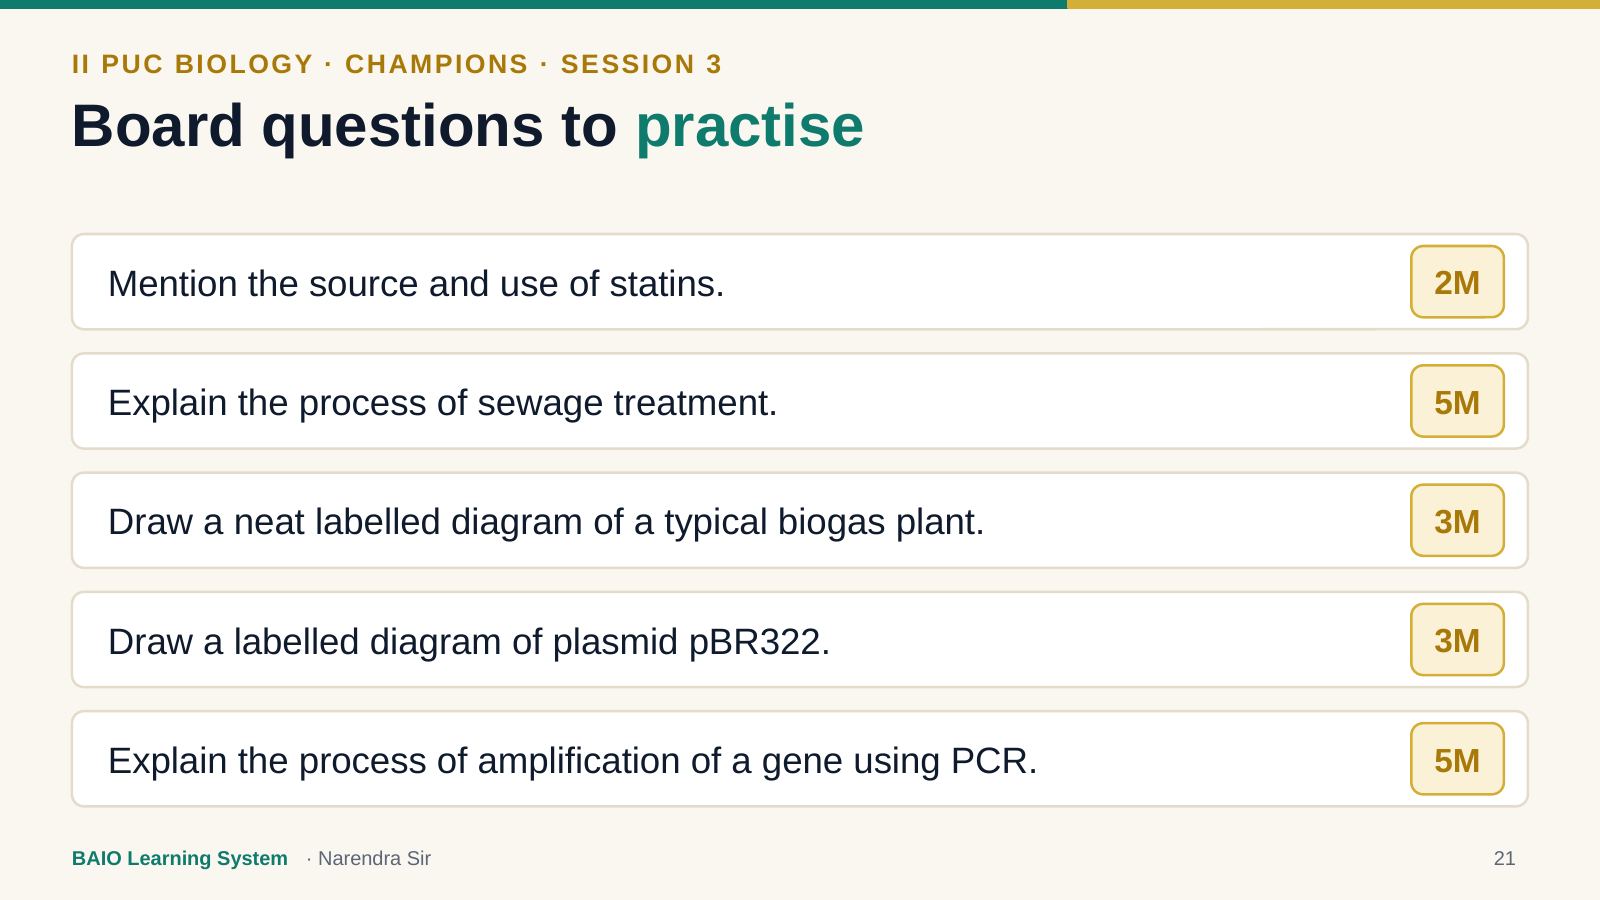 II PUC BIOLOGY · CHAMPIONS · SESSION 3
Board questions to practise
Mention the source and use of statins.
2M
Explain the process of sewage treatment.
5M
Draw a neat labelled diagram of a typical biogas plant.
3M
Draw a labelled diagram of plasmid pBR322.
3M
Explain the process of amplification of a gene using PCR.
5M
BAIO Learning System · Narendra Sir
21